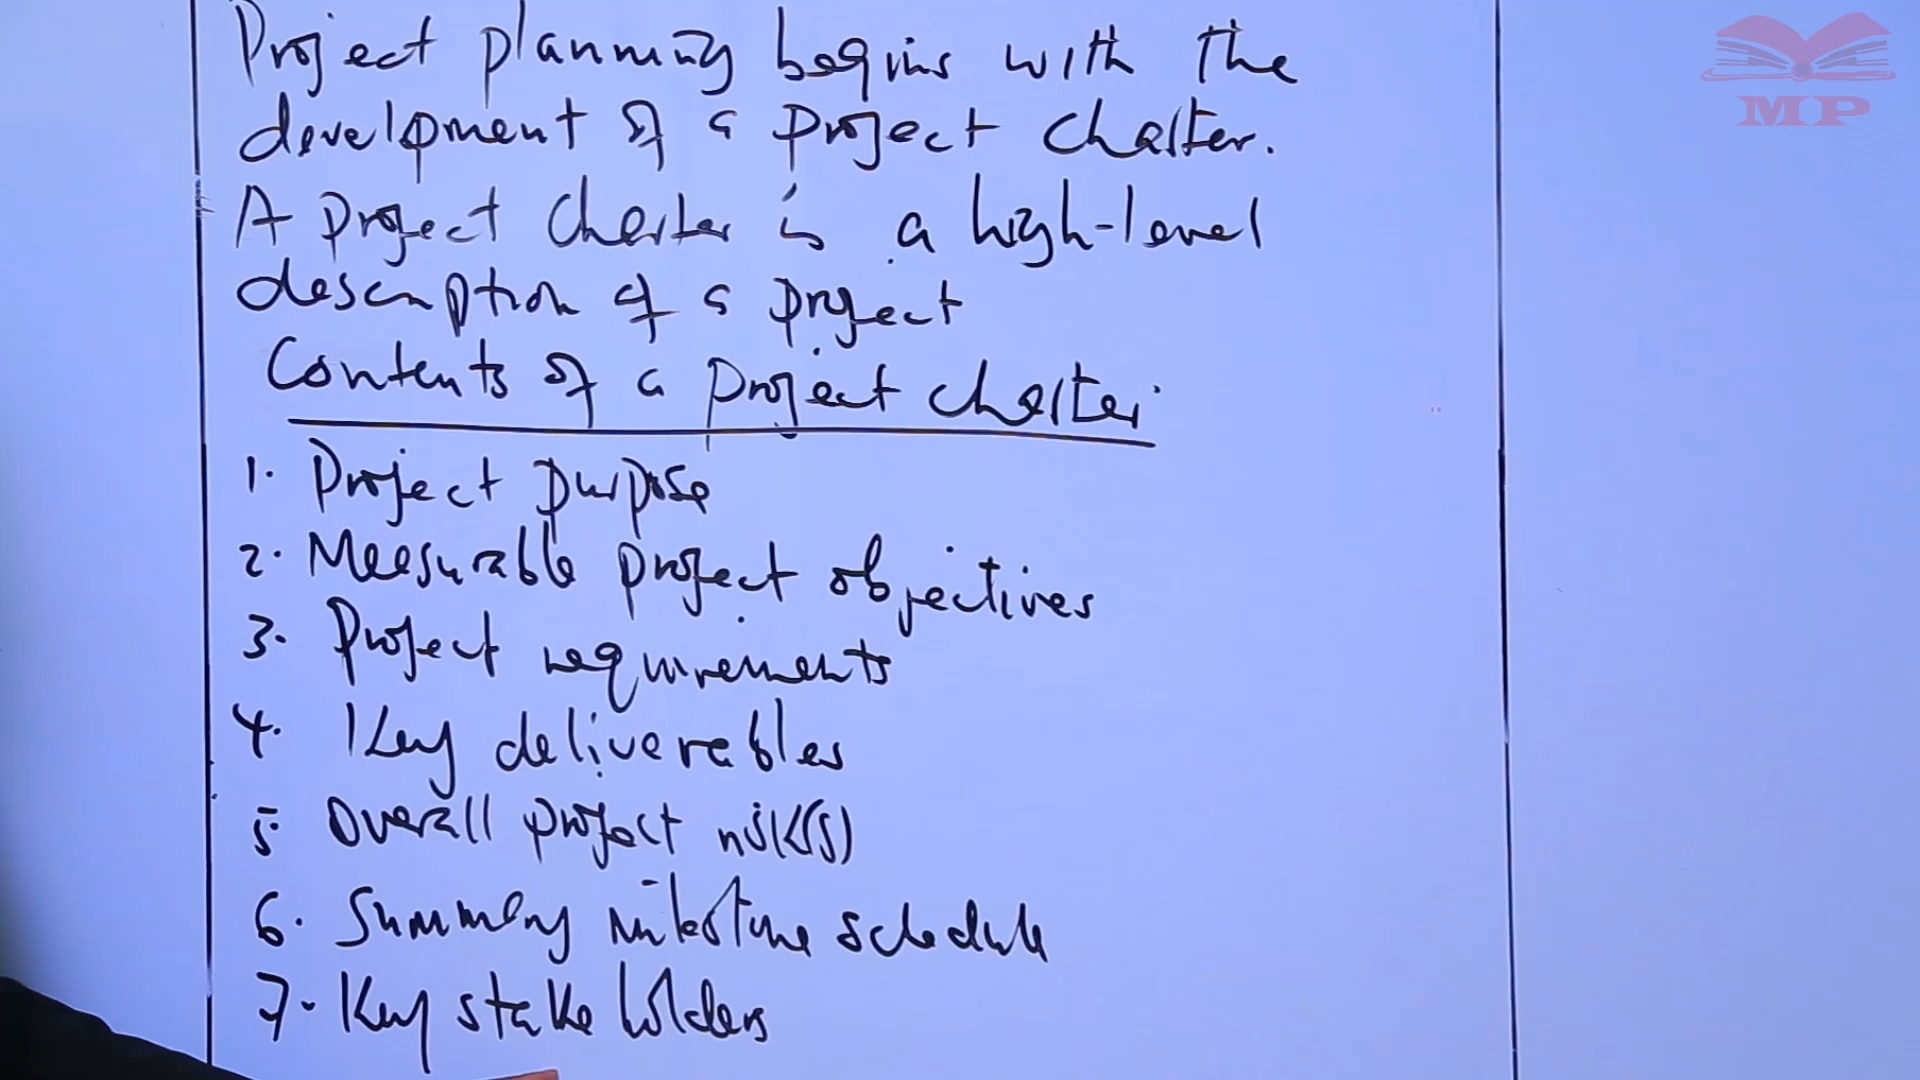 Project planning begins with the
development of a project charter.
A project charter is a high-level
description of a project
Contents of a project charter.
1. Project purpose
2. Measurable project objectives
3. Project requirements
4. Key deliverables
5. Overall project risk(s)
6. Summary milestone schedule
7. Key stakeholders
MP